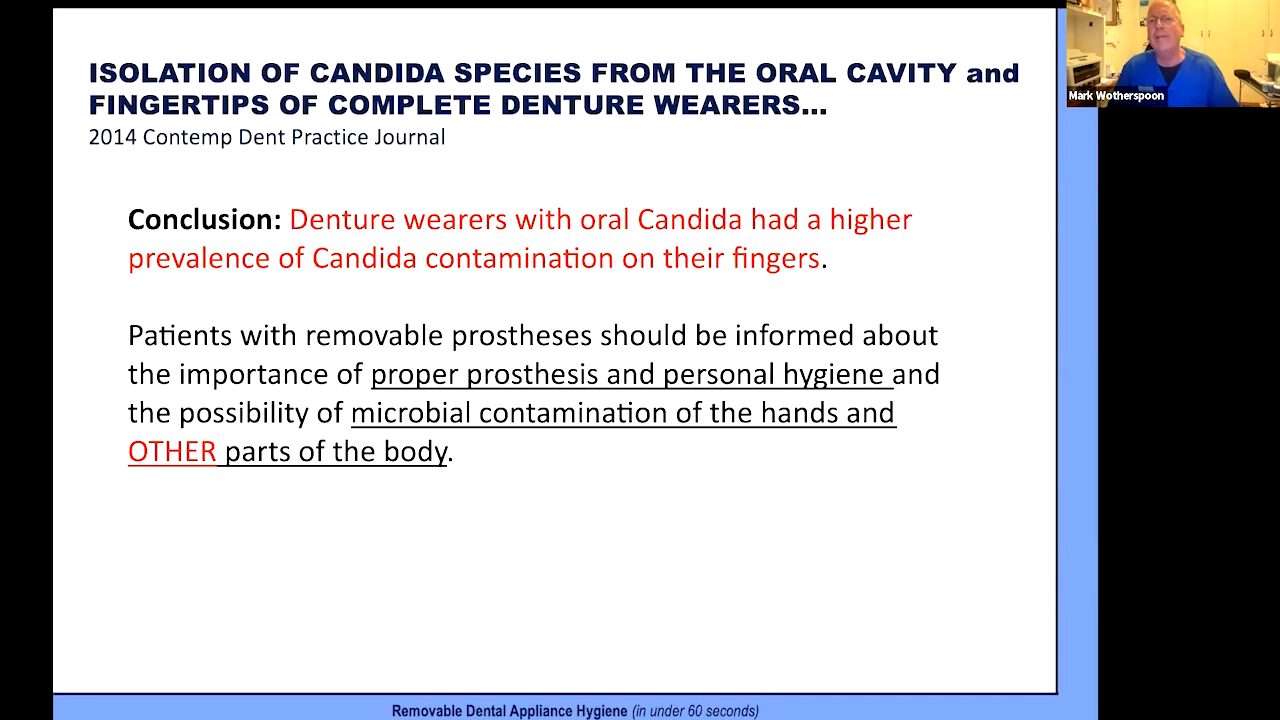 ISOLATION OF CANDIDA SPECIES FROM THE ORAL CAVITY and
FINGERTIPS OF COMPLETE DENTURE WEARERS...
2014 Contemp Dent Practice Journal
Conclusion: Denture wearers with oral Candida had a higher
prevalence of Candida contamination on their fingers.
Patients with removable prostheses should be informed about
the importance of proper prosthesis and personal hygiene and
the possibility of microbial contamination of the hands and
OTHER parts of the body.
Removable Dental Appliance Hygiene (in under 60 seconds)
Mark Wotherspoon